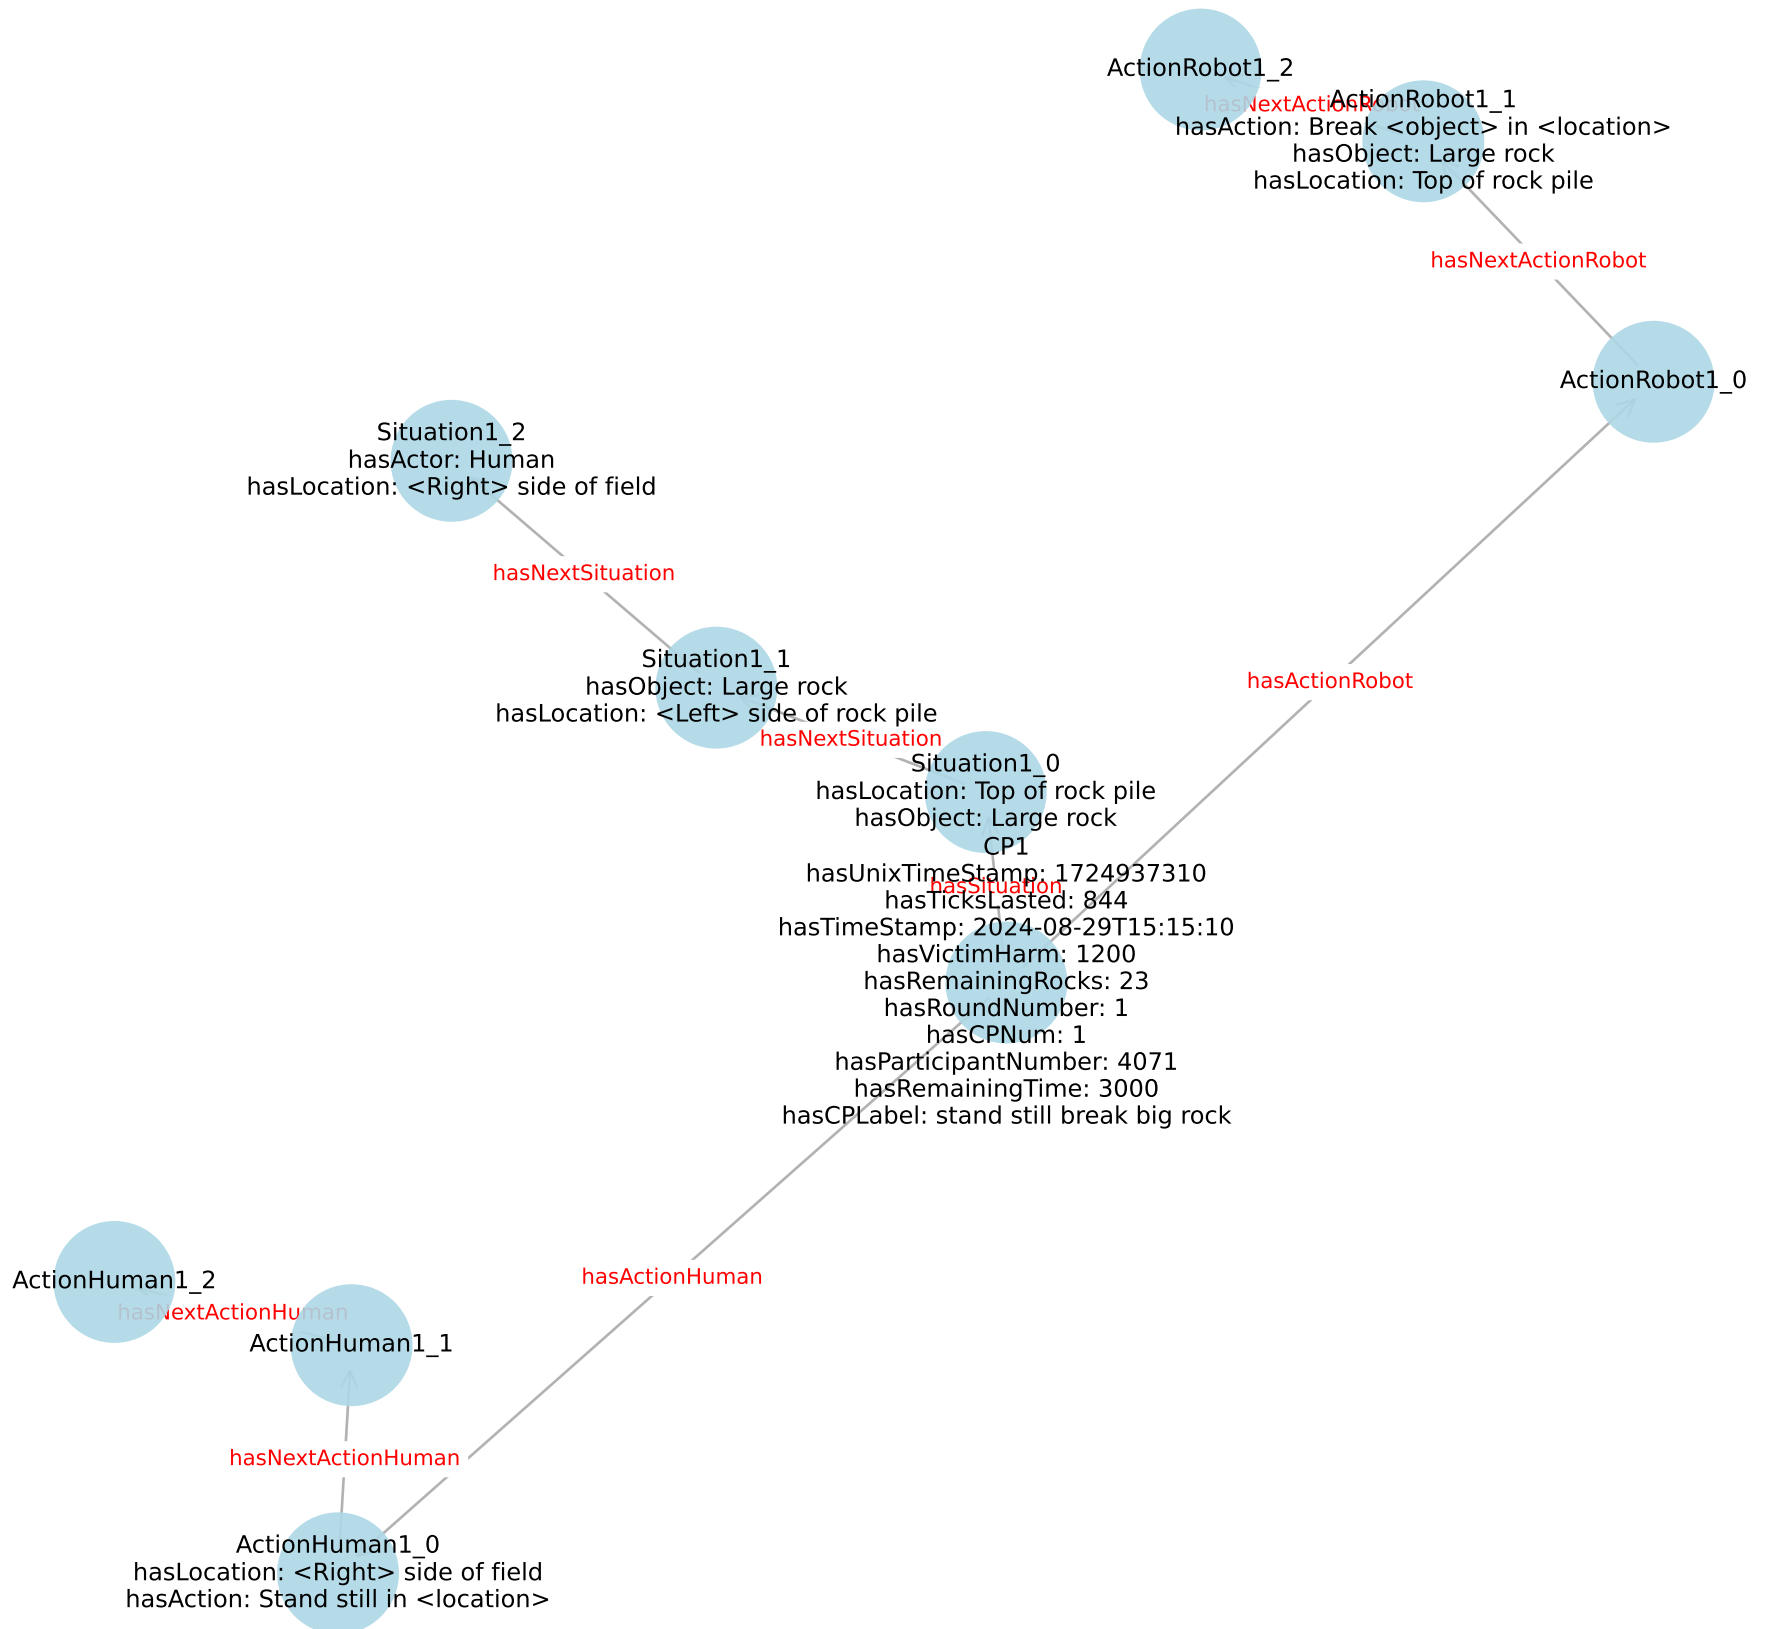 ActionRobot1_2
hasNextActionRobot
ActionRobot1_1
hasAction: Break <object> in <location>
hasObject: Large rock
hasLocation: Top of rock pile
hasNextActionRobot
ActionRobot1_0
Situation1_2
hasActor: Human
hasLocation: <Right> side of field
hasNextSituation
Situation1_1
hasObject: Large rock
hasLocation: <Left> side of rock pile
hasNextSituation
hasActionRobot
Situation1_0
hasLocation: Top of rock pile
hasObject: Large rock
CP1
hasUnixTimeStamp: 1724937310
hasSituation
hasTicksLasted: 844
hasTimeStamp: 2024-08-29T15:15:10
hasVictimHarm: 1200
hasRemainingRocks: 23
hasRoundNumber: 1
hasCPNum: 1
hasParticipantNumber: 4071
hasRemainingTime: 3000
hasCPLabel: stand still break big rock
hasActionHuman
ActionHuman1_2
hasNextActionHuman
ActionHuman1_1
hasNextActionHuman
ActionHuman1_0
hasLocation: <Right> side of field
hasAction: Stand still in <location>